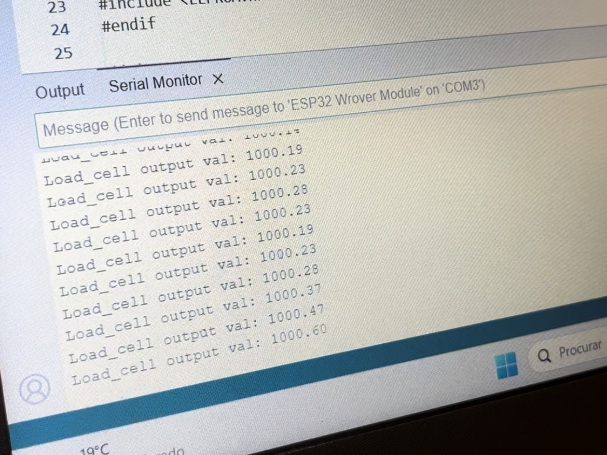 23
#include <EEPROM.h
24
#endif
25
Output
Serial Monitor X
Message (Enter to send message to 'ESP32 Wrover Module' on 'COM3')
Load_cell output val: 1000.14
Load_cell output val: 1000.19
Load_cell output val: 1000.23
Load_cell output val: 1000.28
Load_cell output val: 1000.23
Load_cell output val: 1000.19
Load_cell output val: 1000.23
Load_cell output val: 1000.28
Load_cell output val: 1000.37
Load_cell output val: 1000.47
Load_cell output val: 1000.60
Procurar
19°C